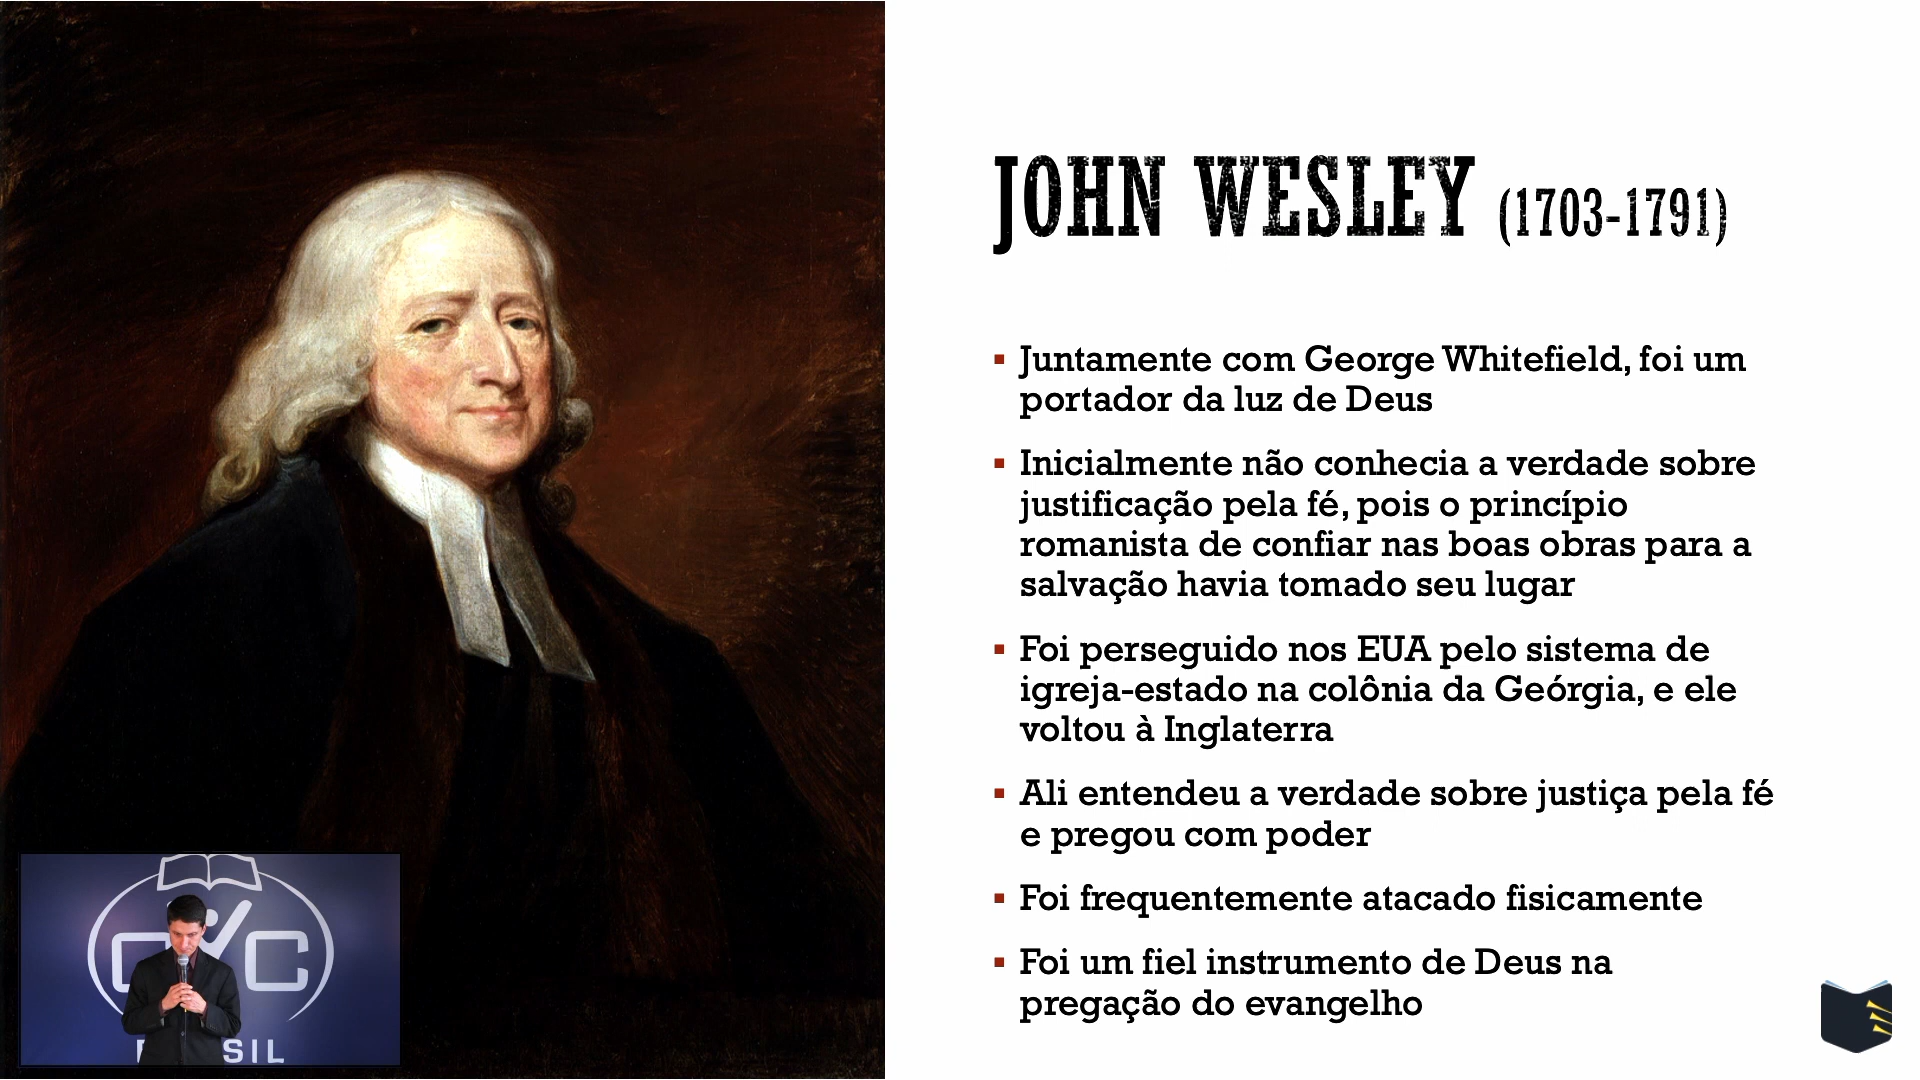 JOHN WESLEY (1703-1791)
▪ Juntamente com George Whitefield, foi um
portador da luz de Deus
▪ Inicialmente não conhecia a verdade sobre
justificação pela fé, pois o princípio
romanista de confiar nas boas obras para a
salvação havia tomado seu lugar
▪ Foi perseguido nos EUA pelo sistema de
igreja-estado na colônia da Geórgia, e ele
voltou à Inglaterra
▪ Ali entendeu a verdade sobre justiça pela fé
e pregou com poder
▪ Foi frequentemente atacado fisicamente
▪ Foi um fiel instrumento de Deus na
pregação do evangelho